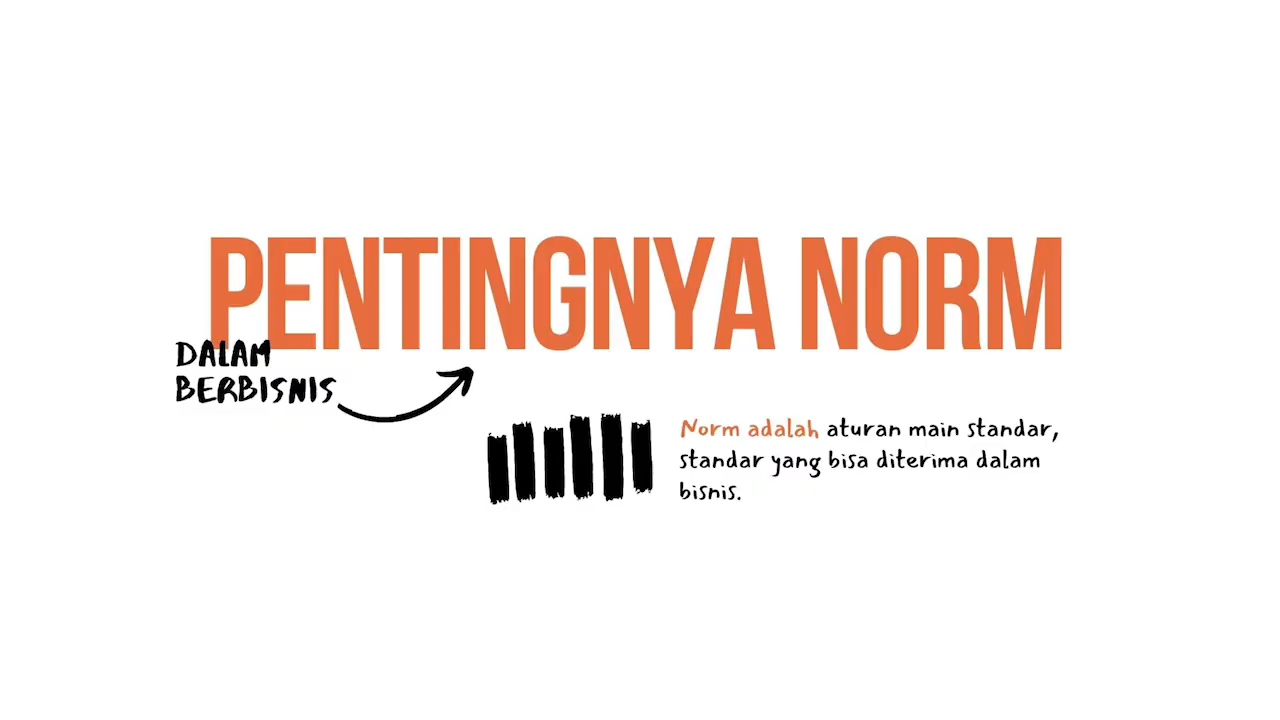 PENTINGNYA NORM
DALAM
BERBISNIS
Norm adalah aturan main standar,
standar yang bisa diterima dalam
bisnis.